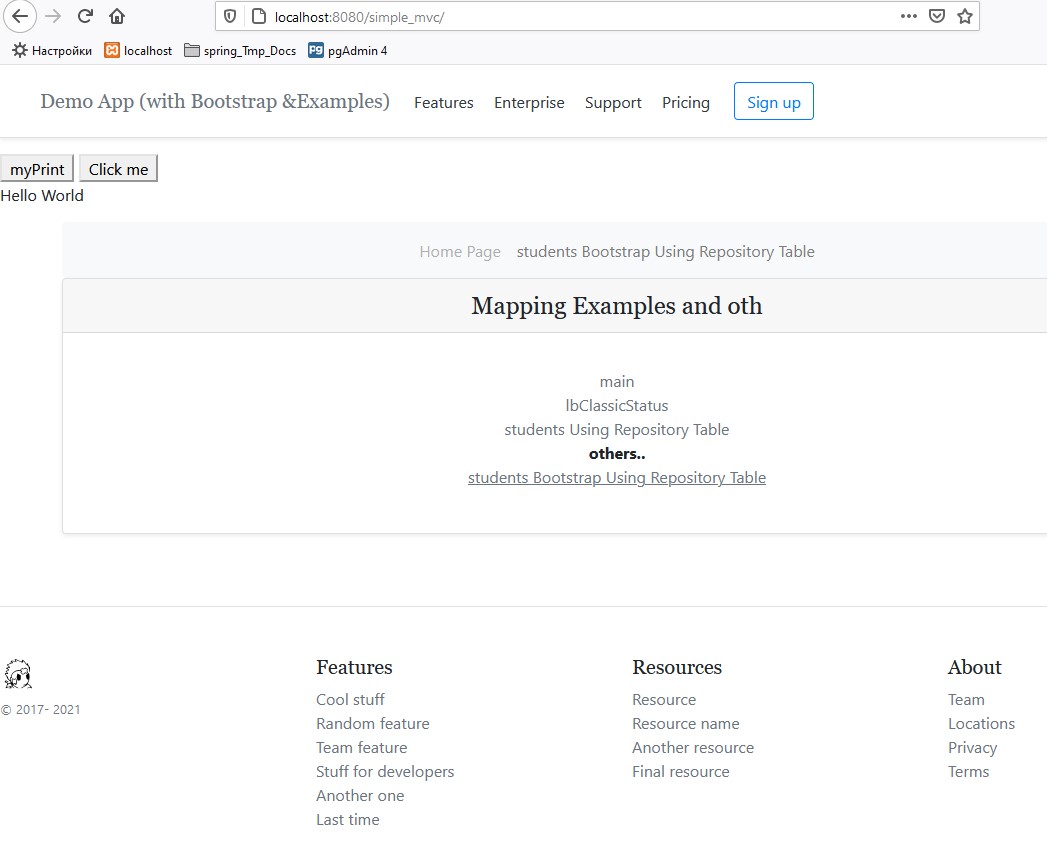 localhost:8080/simple_mvc/
Настройки localhost spring_Tmp_Docs pgAdmin 4
Demo App (with Bootstrap &Examples) Features Enterprise Support Pricing Sign up
myPrint Click me
Hello World
Home Page students Bootstrap Using Repository Table
Mapping Examples and oth
main
lbClassicStatus
students Using Repository Table
others..
students Bootstrap Using Repository Table
© 2017- 2021
Features
Cool stuff
Random feature
Team feature
Stuff for developers
Another one
Last time
Resources
Resource
Resource name
Another resource
Final resource
About
Team
Locations
Privacy
Terms